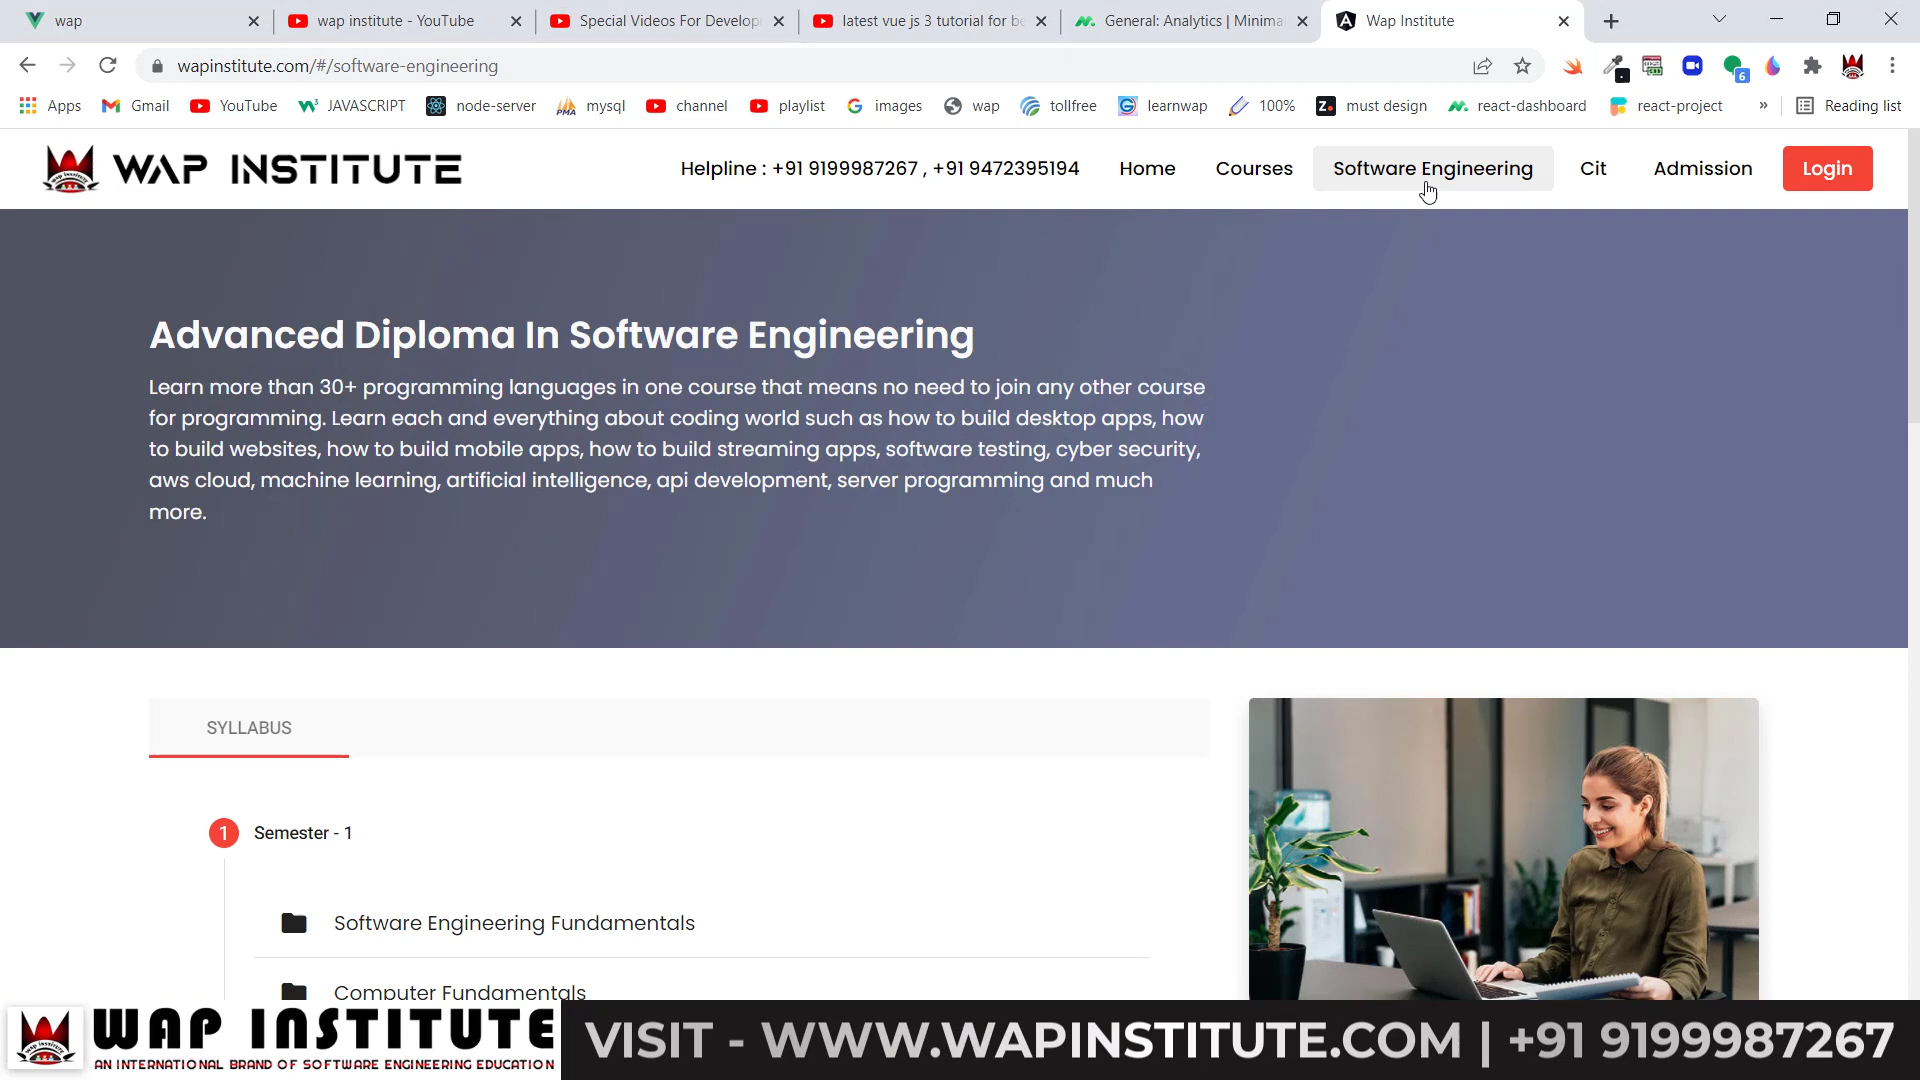 wap
wap institute - YouTube
Special Videos For Develop
latest vue js 3 tutorial for be
General: Analytics | Minimal
Wap Institute
wapinstitute.com/#/software-engineering
6
Apps
Gmail
YouTube
JAVASCRIPT
node-server
mysql
channel
playlist
images
wap
tollfree
learnwap
100%
must design
react-dashboard
react-project
»
Reading list
WAP INSTITUTE
Helpline : +91 9199987267 , +91 9472395194
Home
Courses
Software Engineering
Cit
Admission
Login
Advanced Diploma In Software Engineering
Learn more than 30+ programming languages in one course that means no need to join any other course
for programming. Learn each and everything about coding world such as how to build desktop apps, how
to build websites, how to build mobile apps, how to build streaming apps, software testing, cyber security,
aws cloud, machine learning, artificial intelligence, api development, server programming and much
more.
SYLLABUS
1 Semester - 1
Software Engineering Fundamentals
Computer Fundamentals
WAP INSTITUTE
AN INTERNATIONAL BRAND OF SOFTWARE ENGINEERING EDUCATION
VISIT - WWW.WAPINSTITUTE.COM | +91 9199987267